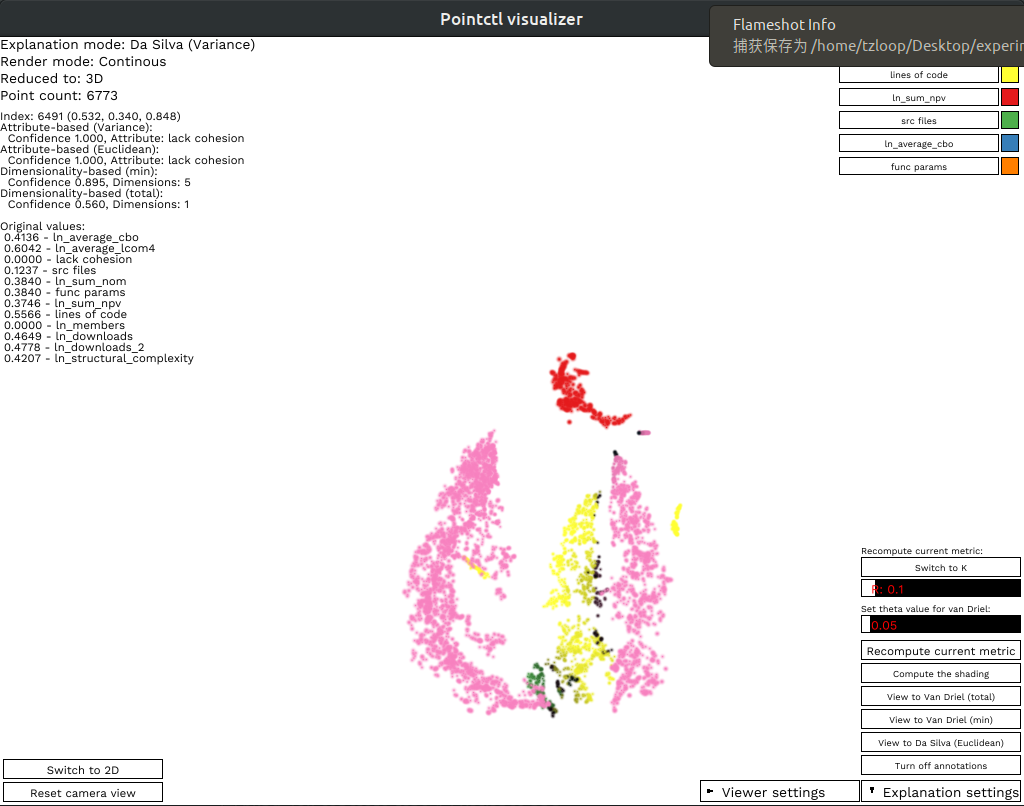 Pointctl visualizer
Flameshot Info
捕获保存为 /home/tzloop/Desktop/experim
Explanation mode: Da Silva (Variance)
Render mode: Continous
Reduced to: 3D
Point count: 6773
Index: 6491 (0.532, 0.340, 0.848)
Attribute-based (Variance):
Confidence 1.000, Attribute: lack cohesion
Attribute-based (Euclidean):
Confidence 1.000, Attribute: lack cohesion
Dimensionality-based (min):
Confidence 0.895, Dimensions: 5
Dimensionality-based (total):
Confidence 0.560, Dimensions: 1
Original values:
0.4136 - ln_average_cbo
0.6042 - ln_average_lcom4
0.0000 - lack cohesion
0.1237 - src files
0.3840 - ln_sum_nom
0.3840 - func params
0.3746 - ln_sum_npv
0.5566 - lines of code
0.0000 - ln_members
0.4649 - ln_downloads
0.4778 - ln_downloads_2
0.4207 - ln_structural_complexity
lines of code
ln_sum_npv
src files
ln_average_cbo
func params
Recompute current metric:
Switch to K
R: 0.1
Set theta value for van Driel:
0.05
Recompute current metric
Compute the shading
View to Van Driel (total)
View to Van Driel (min)
View to Da Silva (Euclidean)
Turn off annotations
Switch to 2D
Reset camera view
Viewer settings
Explanation settings